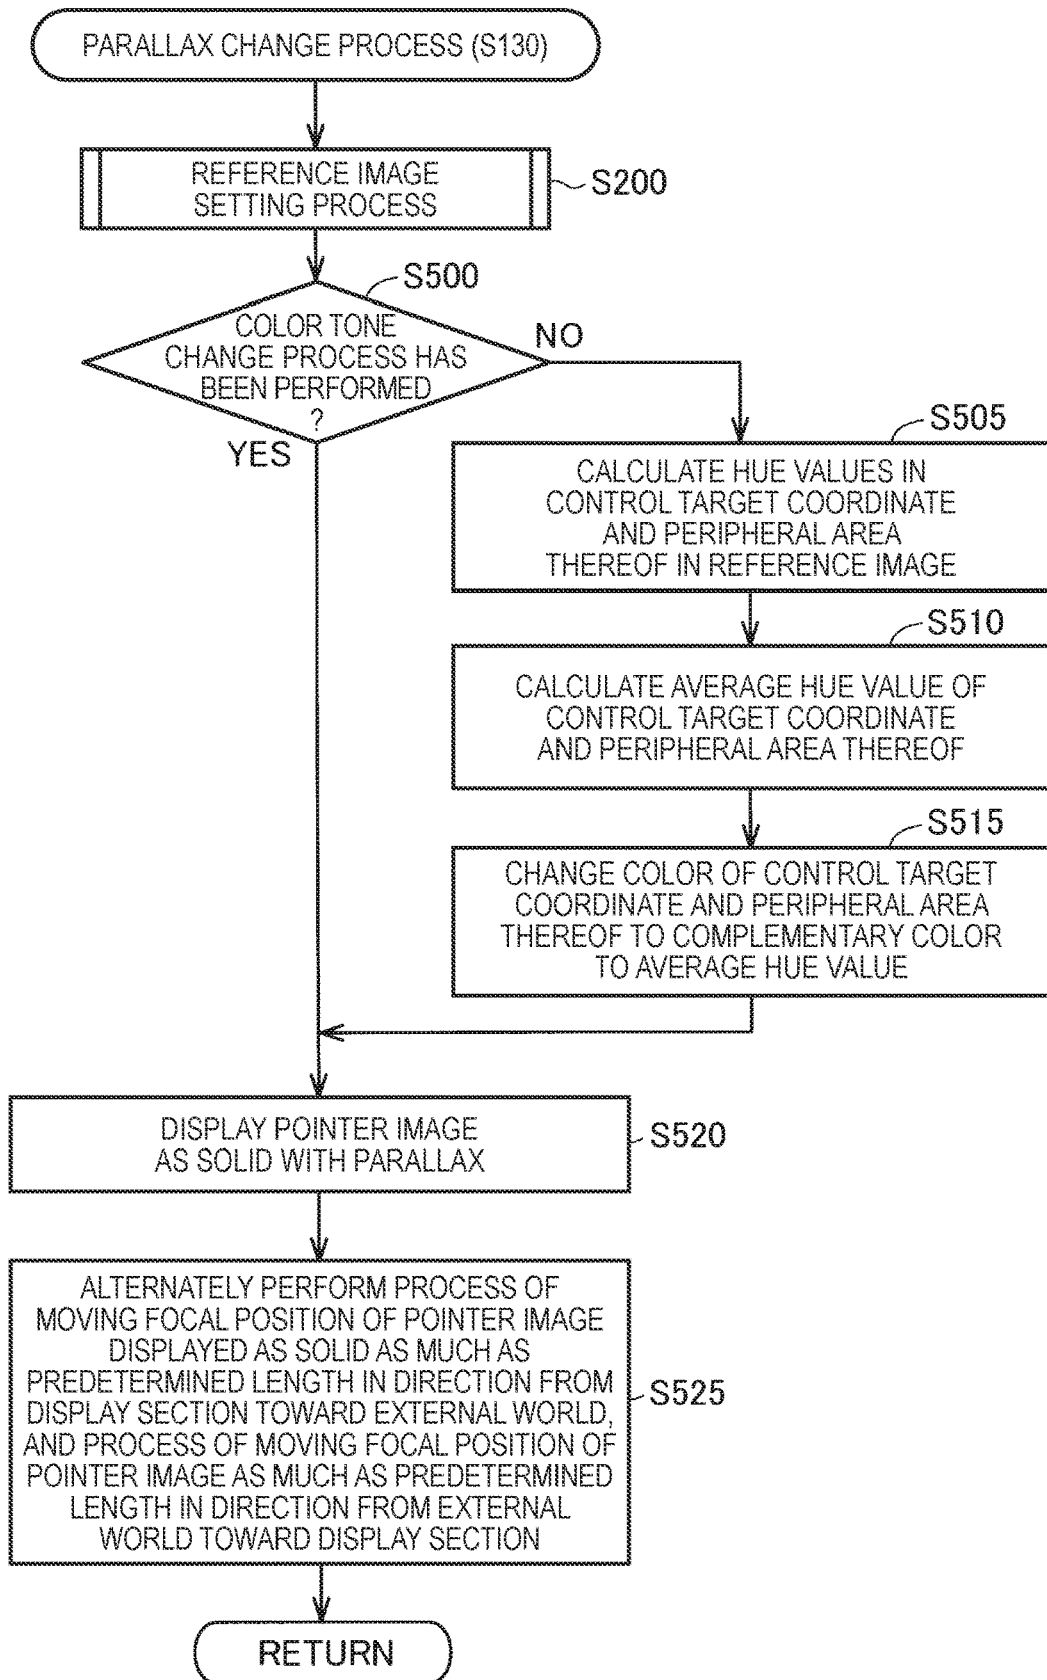 PARALLAX CHANGE PROCESS (S130)
REFERENCE IMAGE
SETTING PROCESS
S200
S500
COLOR TONE
CHANGE PROCESS HAS
BEEN PERFORMED
?
NO
YES
S505
CALCULATE HUE VALUES IN
CONTROL TARGET COORDINATE
AND PERIPHERAL AREA
THEREOF IN REFERENCE IMAGE
S510
CALCULATE AVERAGE HUE VALUE OF
CONTROL TARGET COORDINATE
AND PERIPHERAL AREA THEREOF
S515
CHANGE COLOR OF CONTROL TARGET
COORDINATE AND PERIPHERAL AREA
THEREOF TO COMPLEMENTARY COLOR
TO AVERAGE HUE VALUE
DISPLAY POINTER IMAGE
AS SOLID WITH PARALLAX
S520
ALTERNATELY PERFORM PROCESS OF
MOVING FOCAL POSITION OF POINTER IMAGE
DISPLAYED AS SOLID AS MUCH AS
PREDETERMINED LENGTH IN DIRECTION FROM
DISPLAY SECTION TOWARD EXTERNAL WORLD,
AND PROCESS OF MOVING FOCAL POSITION OF
POINTER IMAGE AS MUCH AS PREDETERMINED
LENGTH IN DIRECTION FROM EXTERNAL
WORLD TOWARD DISPLAY SECTION
S525
RETURN